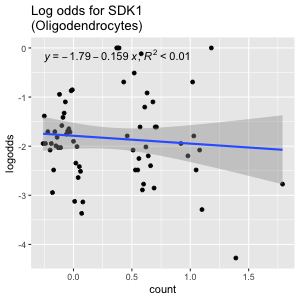 Log odds for SDK1
(Oligodendrocytes)
y = −1.79 − 0.159 x, R² < 0.01
0
-1
-2
-3
-4
logodds
0.0 0.5 1.0 1.5
count